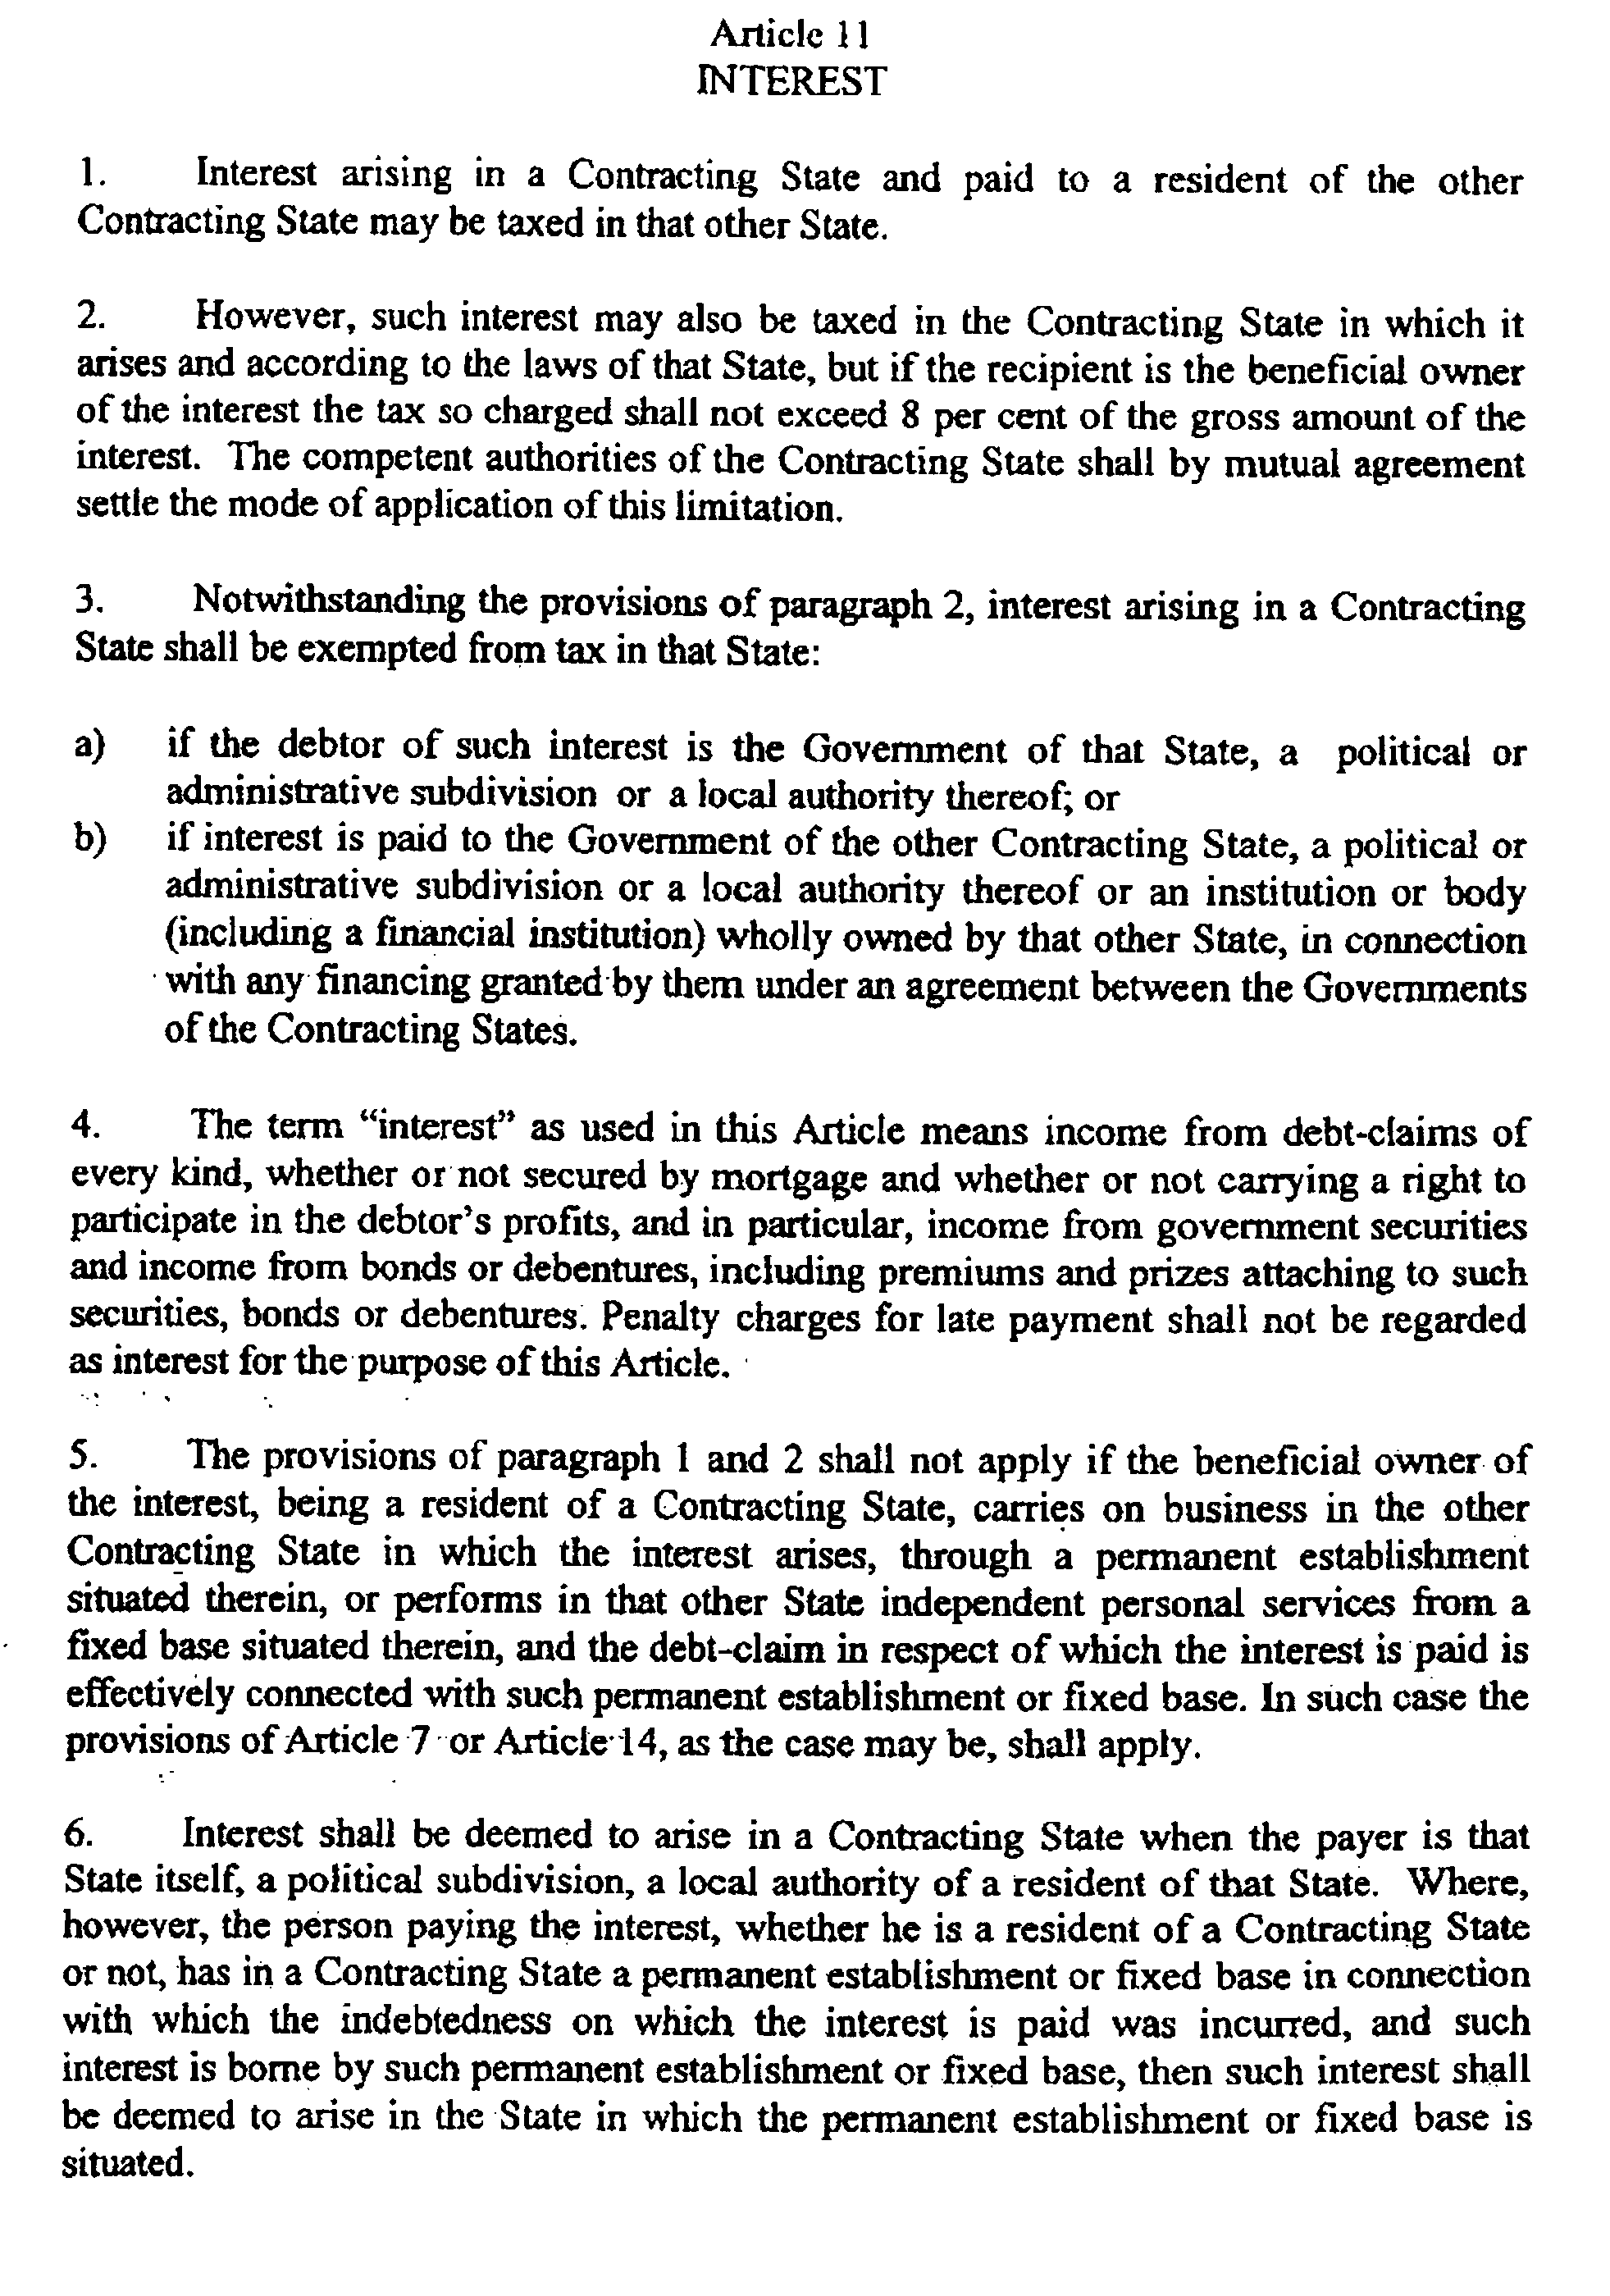 Article 11
INTEREST
1. Interest arising in a Contracting State and paid to a resident of the other
Contracting State may be taxed in that other State.
2. However, such interest may also be taxed in the Contracting State in which it
arises and according to the laws of that State, but if the recipient is the beneficial owner
of the interest the tax so charged shall not exceed 8 per cent of the gross amount of the
interest. The competent authorities of the Contracting State shall by mutual agreement
settle the mode of application of this limitation.
3. Notwithstanding the provisions of paragraph 2, interest arising in a Contracting
State shall be exempted from tax in that State:
a) if the debtor of such interest is the Government of that State, a political or
administrative subdivision or a local authority thereof; or
b) if interest is paid to the Government of the other Contracting State, a political or
administrative subdivision or a local authority thereof or an institution or body
(including a financial institution) wholly owned by that other State, in connection
with any financing granted by them under an agreement between the Governments
of the Contracting States.
4. The term “interest” as used in this Article means income from debt-claims of
every kind, whether or not secured by mortgage and whether or not carrying a right to
participate in the debtor’s profits, and in particular, income from government securities
and income from bonds or debentures, including premiums and prizes attaching to such
securities, bonds or debentures. Penalty charges for late payment shall not be regarded
as interest for the purpose of this Article.
5. The provisions of paragraph 1 and 2 shall not apply if the beneficial owner of
the interest, being a resident of a Contracting State, carries on business in the other
Contracting State in which the interest arises, through a permanent establishment
situated therein, or performs in that other State independent personal services from a
fixed base situated therein, and the debt-claim in respect of which the interest is paid is
effectively connected with such permanent establishment or fixed base. In such case the
provisions of Article 7 or Article 14, as the case may be, shall apply.
6. Interest shall be deemed to arise in a Contracting State when the payer is that
State itself, a political subdivision, a local authority of a resident of that State. Where,
however, the person paying the interest, whether he is a resident of a Contracting State
or not, has in a Contracting State a permanent establishment or fixed base in connection
with which the indebtedness on which the interest is paid was incurred, and such
interest is borne by such permanent establishment or fixed base, then such interest shall
be deemed to arise in the State in which the permanent establishment or fixed base is
situated.